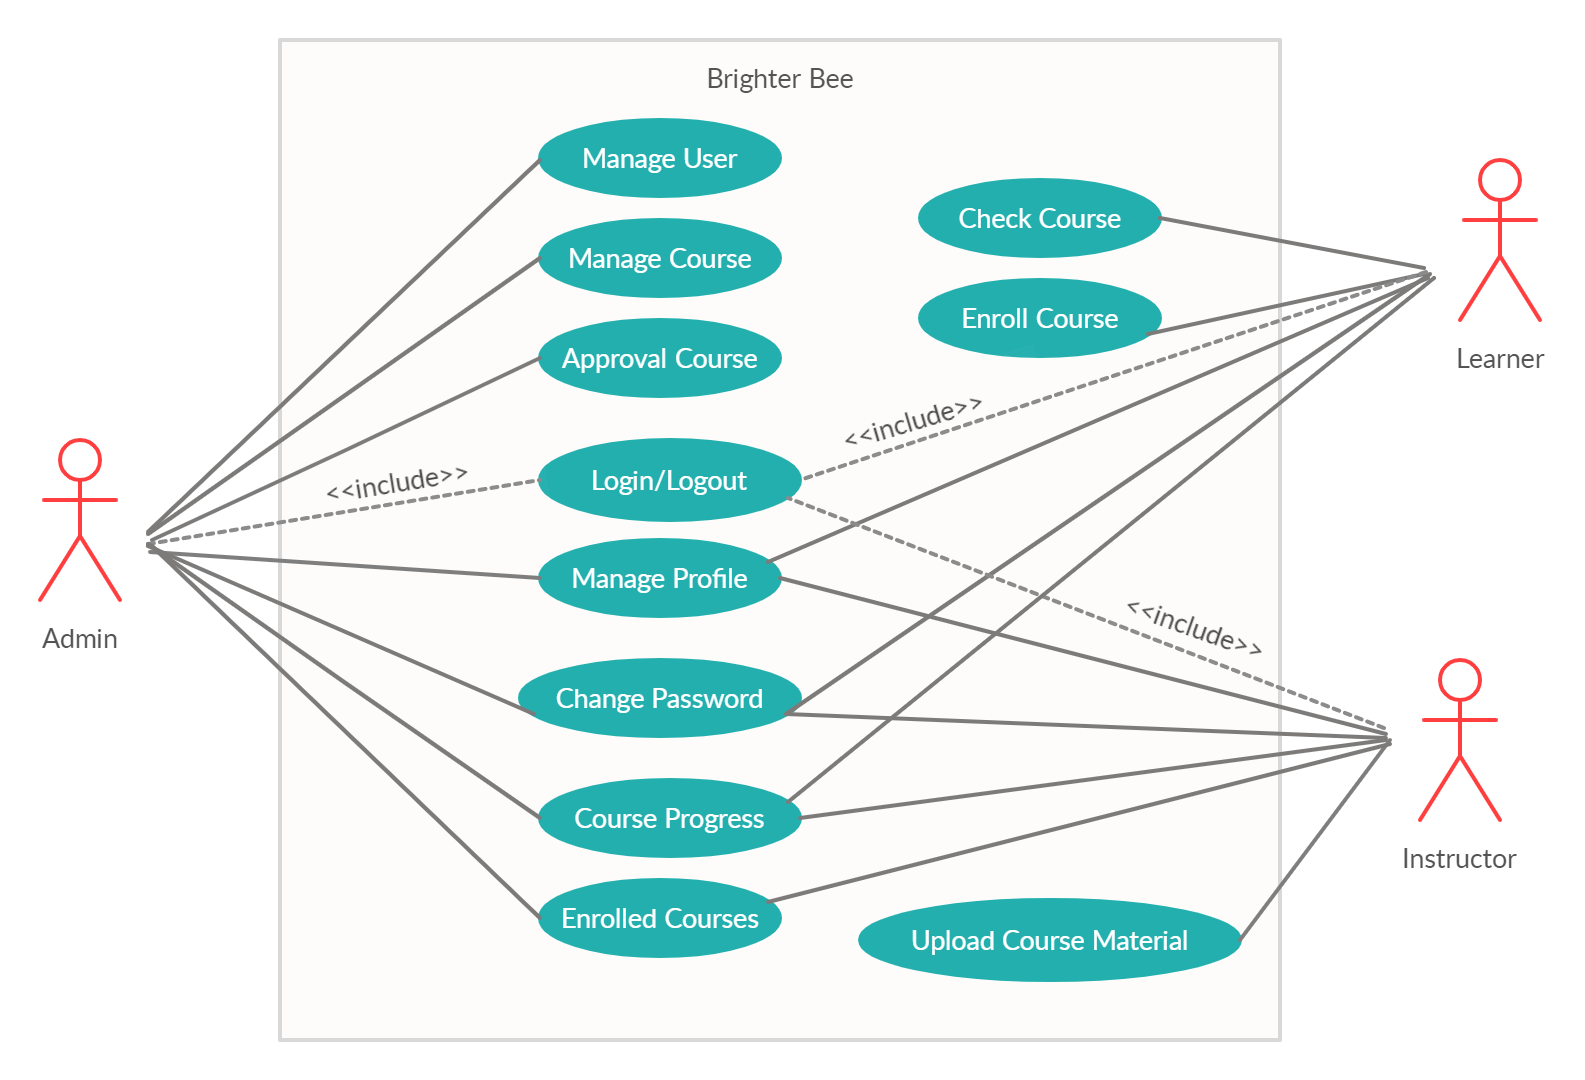 Brighter Bee
Manage User
Check Course
Manage Course
Enroll Course
Learner
Approval Course
<<include>>
Login/Logout
<<include>>
Manage Profile
Admin
<<include>>
Change Password
Course Progress
Instructor
Enrolled Courses
Upload Course Material